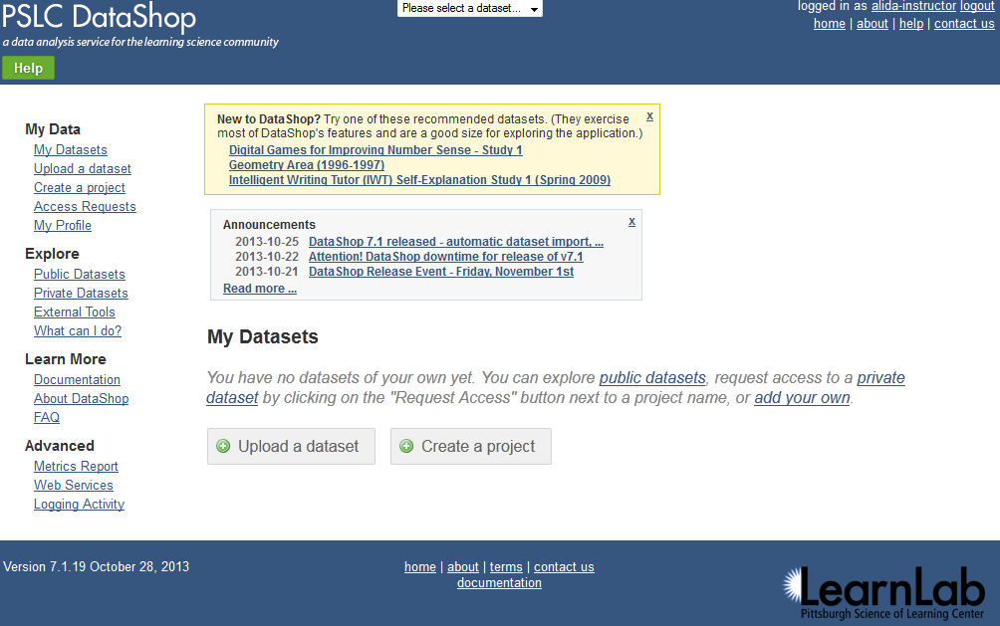 PSLC DataShop
a data analysis service for the learning science community
Help
Please select a dataset...
logged in as alida-instructor logout
home | about | help | contact us
My Data
My Datasets
Upload a dataset
Create a project
Access Requests
My Profile
Explore
Public Datasets
Private Datasets
External Tools
What can I do?
Learn More
Documentation
About DataShop
FAQ
Advanced
Metrics Report
Web Services
Logging Activity
New to DataShop? Try one of these recommended datasets. (They exercise x
most of DataShop's features and are a good size for exploring the application.)
Digital Games for Improving Number Sense - Study 1
Geometry Area (1996-1997)
Intelligent Writing Tutor (IWT) Self-Explanation Study 1 (Spring 2009)
Announcements x
2013-10-25 DataShop 7.1 released - automatic dataset import, ...
2013-10-22 Attention! DataShop downtime for release of v7.1
2013-10-21 DataShop Release Event - Friday, November 1st
Read more ...
My Datasets
You have no datasets of your own yet. You can explore public datasets, request access to a private
dataset by clicking on the "Request Access" button next to a project name, or add your own.
Upload a dataset
Create a project
Version 7.1.19 October 28, 2013
home | about | terms | contact us
documentation
LearnLab
Pittsburgh Science of Learning Center